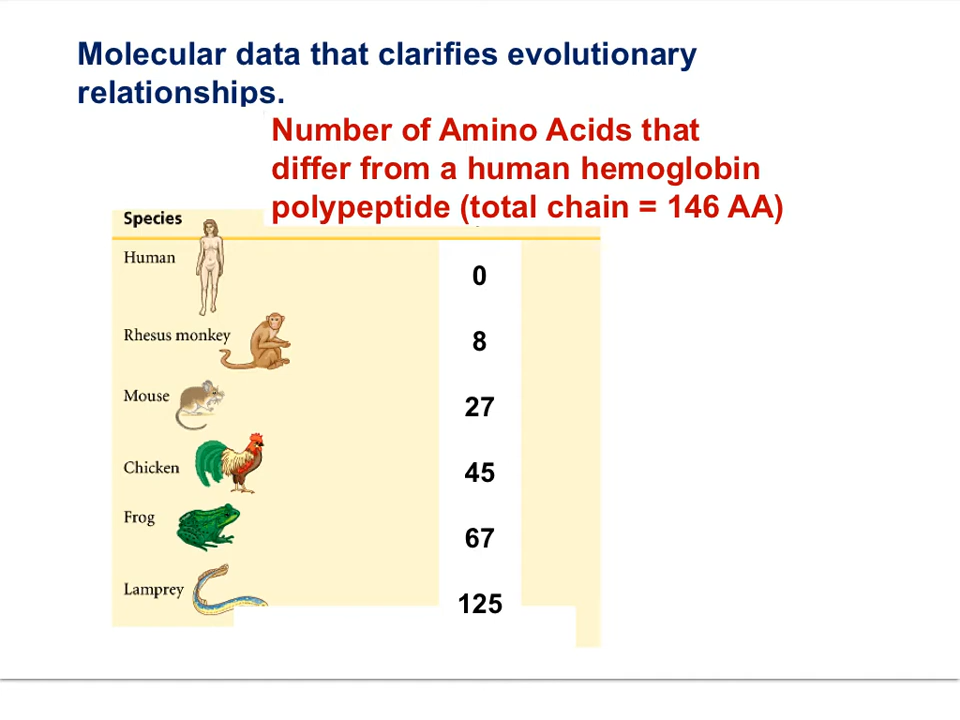 Molecular data that clarifies evolutionary
relationships.
Number of Amino Acids that
differ from a human hemoglobin
polypeptide (total chain = 146 AA)
Species
Human
0
Rhesus monkey
8
Mouse
27
Chicken
45
Frog
67
Lamprey
125